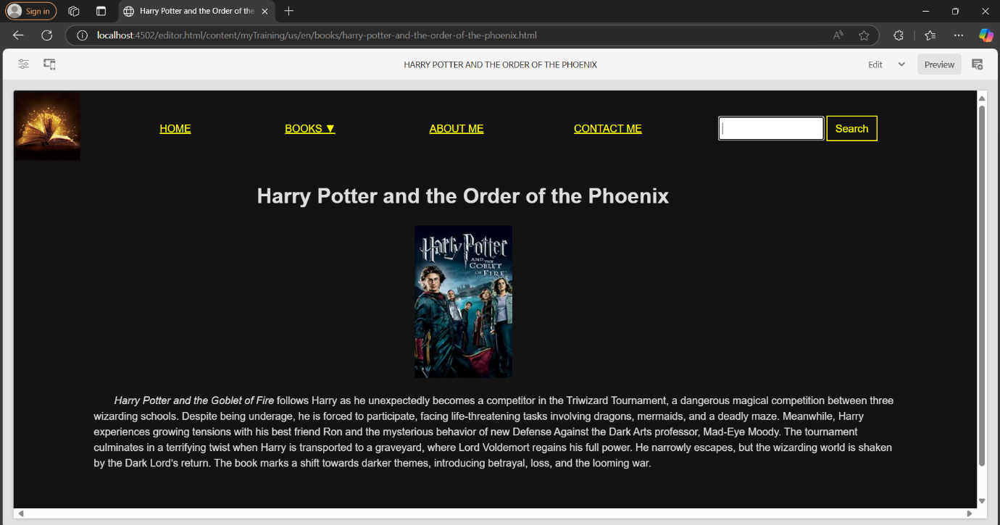 Sign in
Harry Potter and the Order of the
localhost:4502/editor.html/content/myTraining/us/en/books/harry-potter-and-the-order-of-the-phoenix.html
HARRY POTTER AND THE ORDER OF THE PHOENIX
Edit
Preview
HOME
BOOKS ▼
ABOUT ME
CONTACT ME
Search
Harry Potter and the Order of the Phoenix
Harry Potter
AND THE
GOBLET
OF FIRE
Harry Potter and the Goblet of Fire follows Harry as he unexpectedly becomes a competitor in the Triwizard Tournament, a dangerous magical competition between three
wizarding schools. Despite being underage, he is forced to participate, facing life-threatening tasks involving dragons, mermaids, and a deadly maze. Meanwhile, Harry
experiences growing tensions with his best friend Ron and the mysterious behavior of new Defense Against the Dark Arts professor, Mad-Eye Moody. The tournament
culminates in a terrifying twist when Harry is transported to a graveyard, where Lord Voldemort regains his full power. He narrowly escapes, but the wizarding world is shaken
by the Dark Lord's return. The book marks a shift towards darker themes, introducing betrayal, loss, and the looming war.